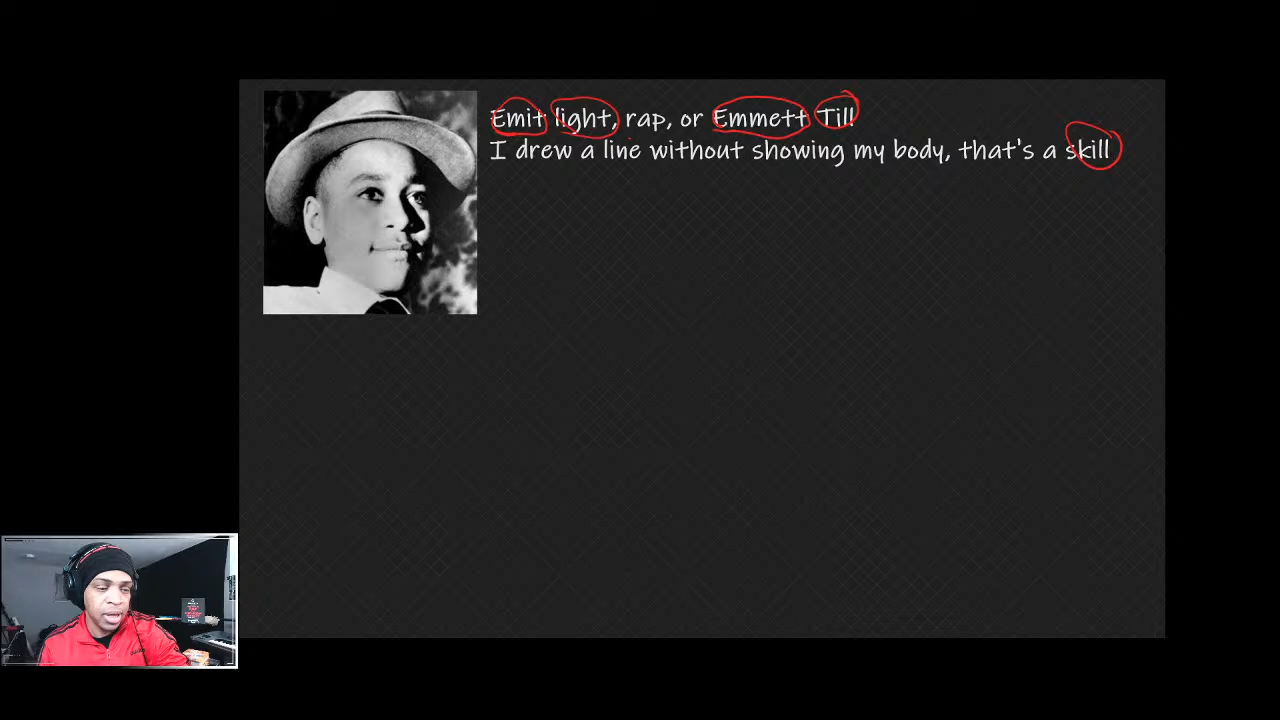 Emit light, rap, or Emmett Till
I drew a line without showing my body, that's a skill